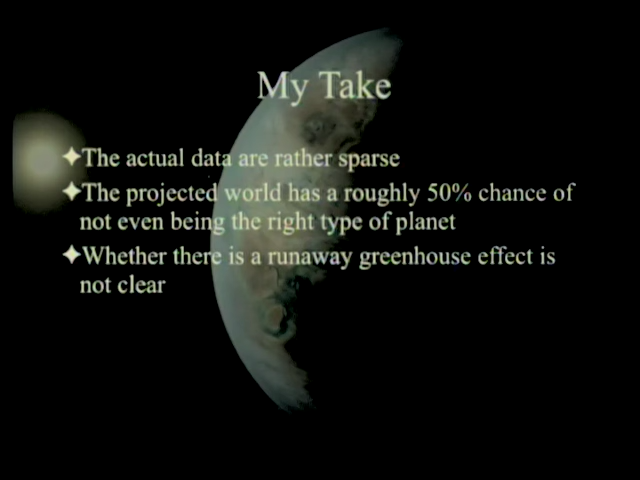 My Take
✦The actual data are rather sparse
✦The projected world has a roughly 50% chance of
not even being the right type of planet
✦Whether there is a runaway greenhouse effect is
not clear